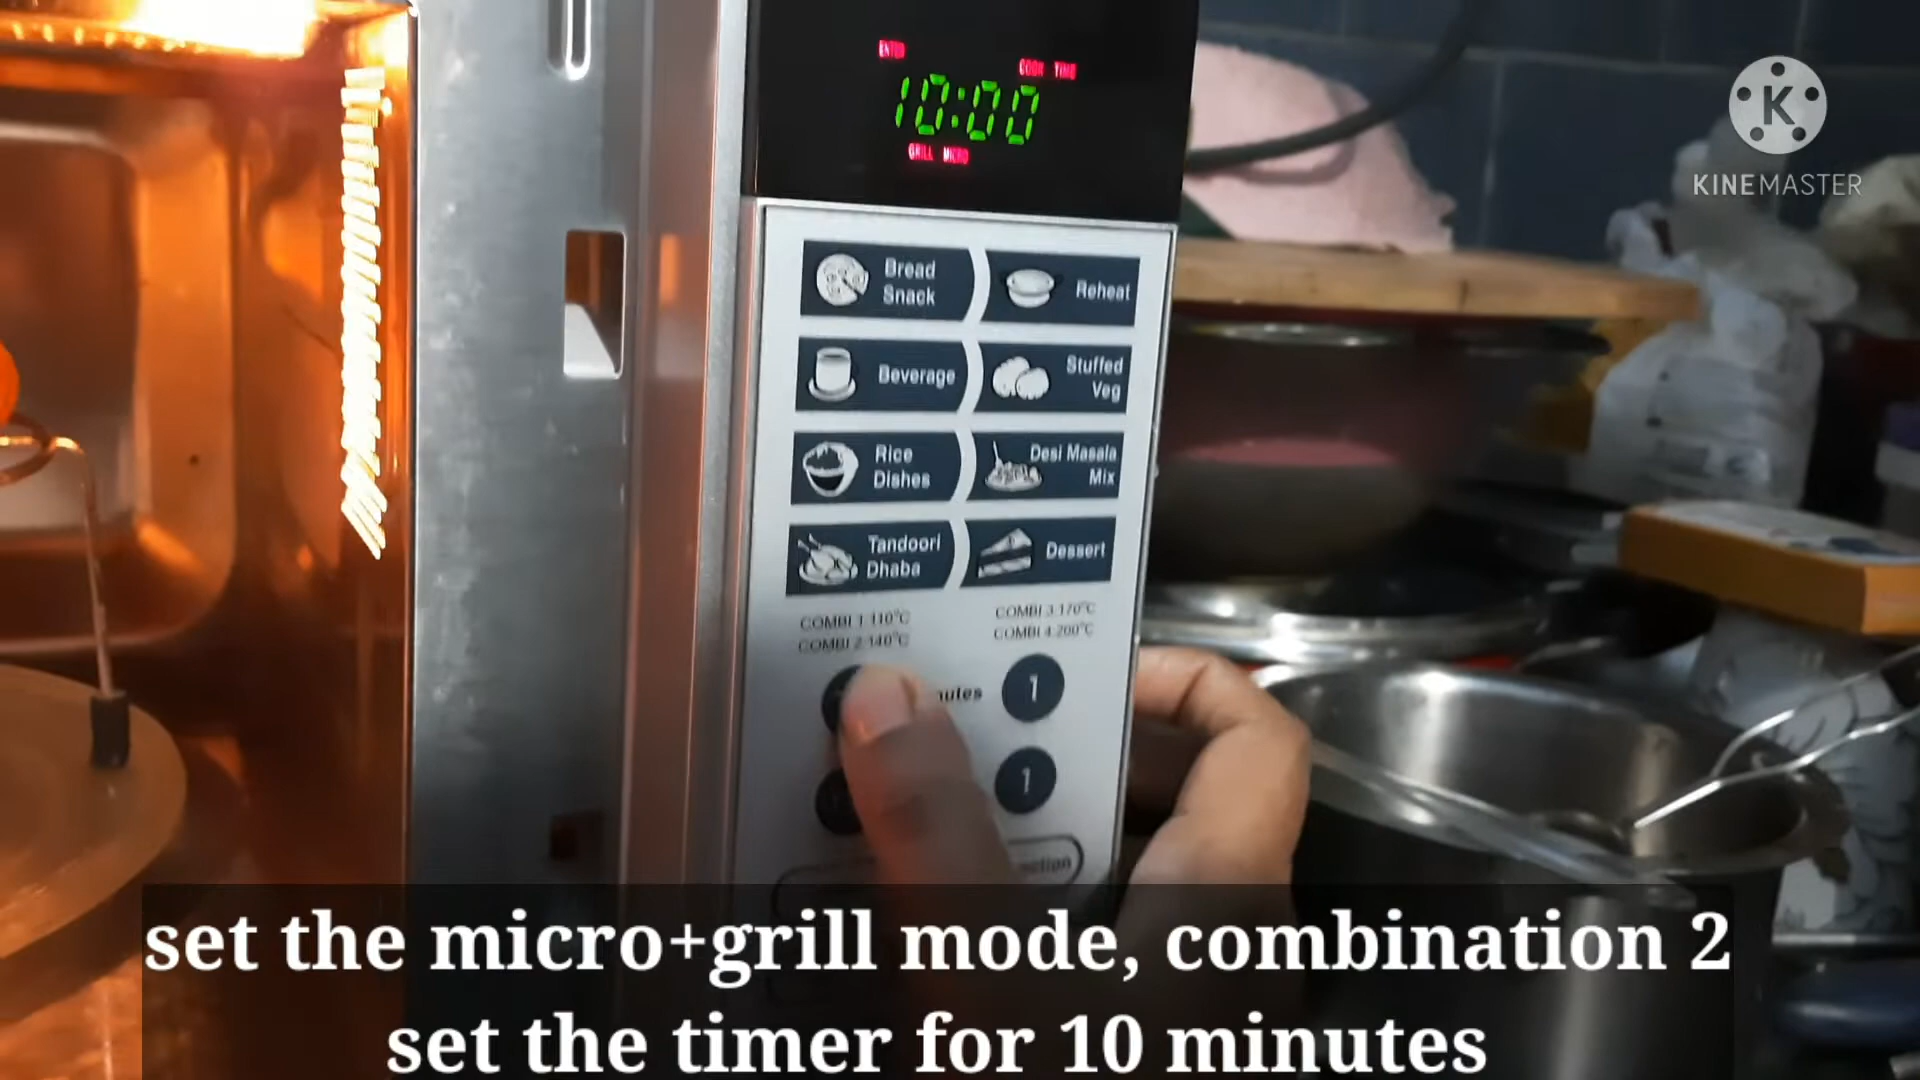 ENTER
COOK TIME
10:00
GRILL MICRO
K
KINEMASTER
Bread
Snack
Reheat
Beverage
Stuffed
Veg
Rice
Dishes
Desi Masala
Mix
Tandoori
Dhaba
Dessert
COMBI 1 110°C
COMBI 2 140°C
COMBI 3 170°C
COMBI 4 200°C
1
1
set the micro+grill mode, combination 2
set the timer for 10 minutes